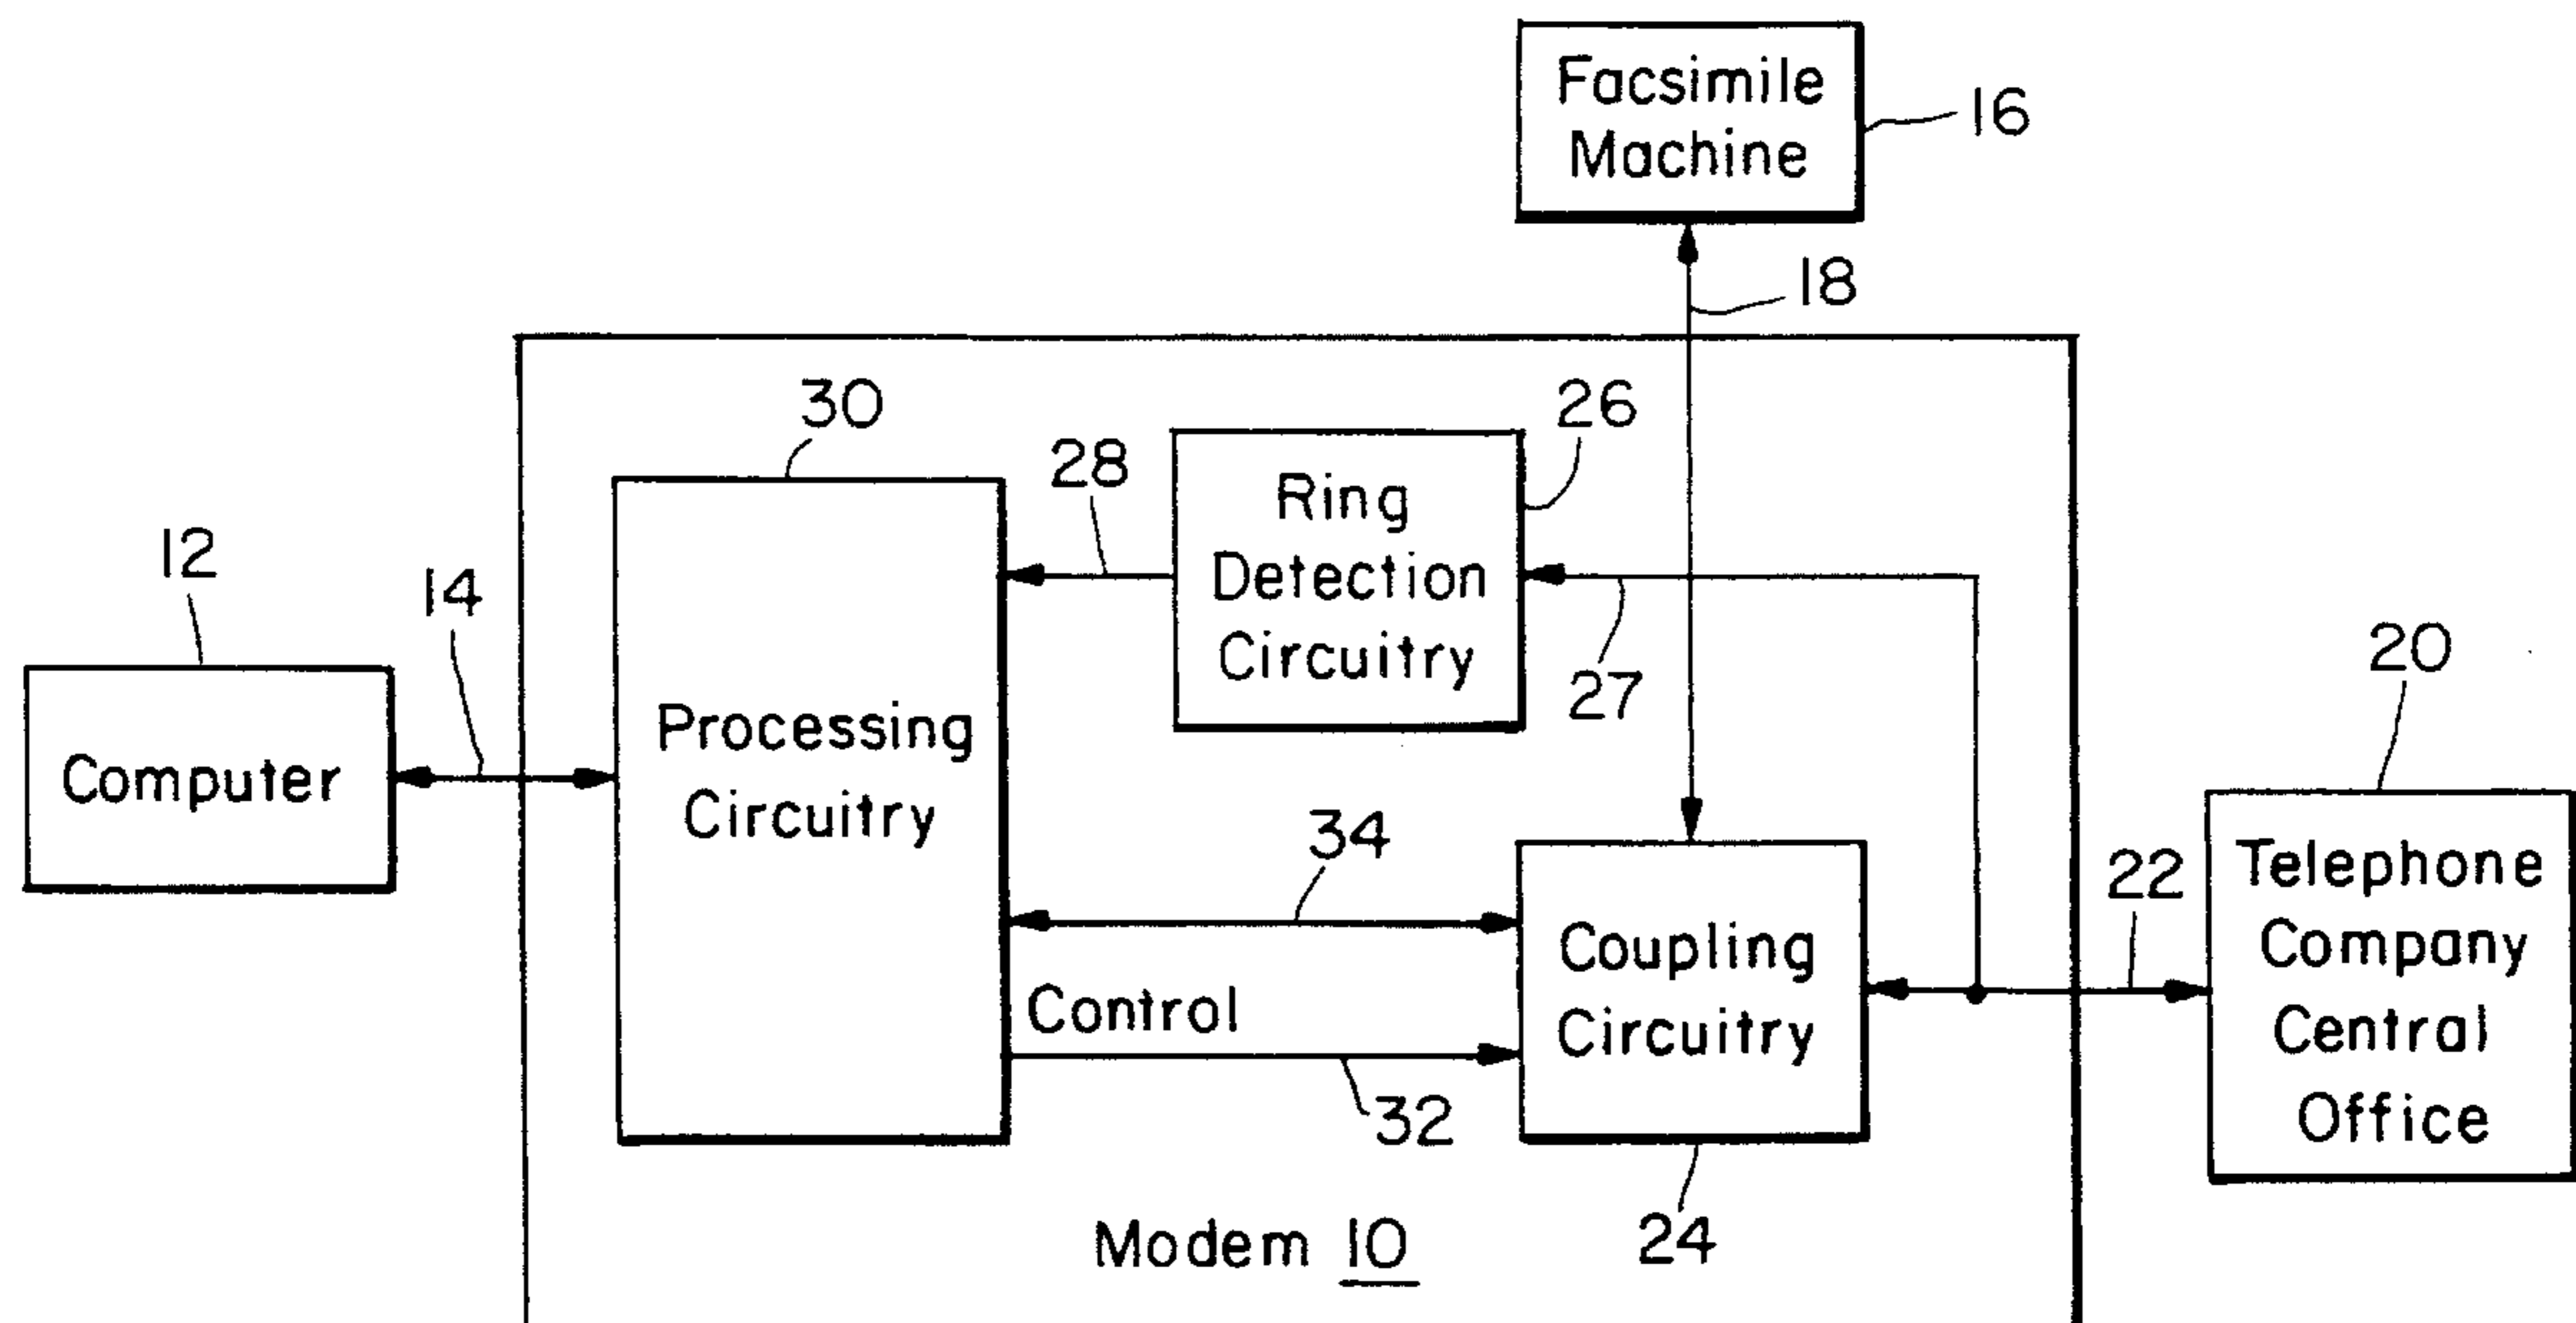 Facsimile
Machine
16
18
30
28
26
Ring
Detection
Circuitry
27
12
14
Computer
Processing
Circuitry
20
34
22
Telephone
Company
Central
Office
Coupling
Circuitry
Control
32
24
Modem 10